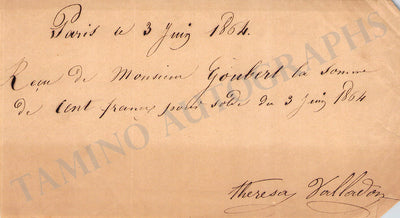 Paris le 3 Juin 1864.
Reçu de Monsieur Goubert la somme
de Cent francs pour solde du 3 Juin 1864
Theresa Valladon
TAMINO AUTOGRAPHS